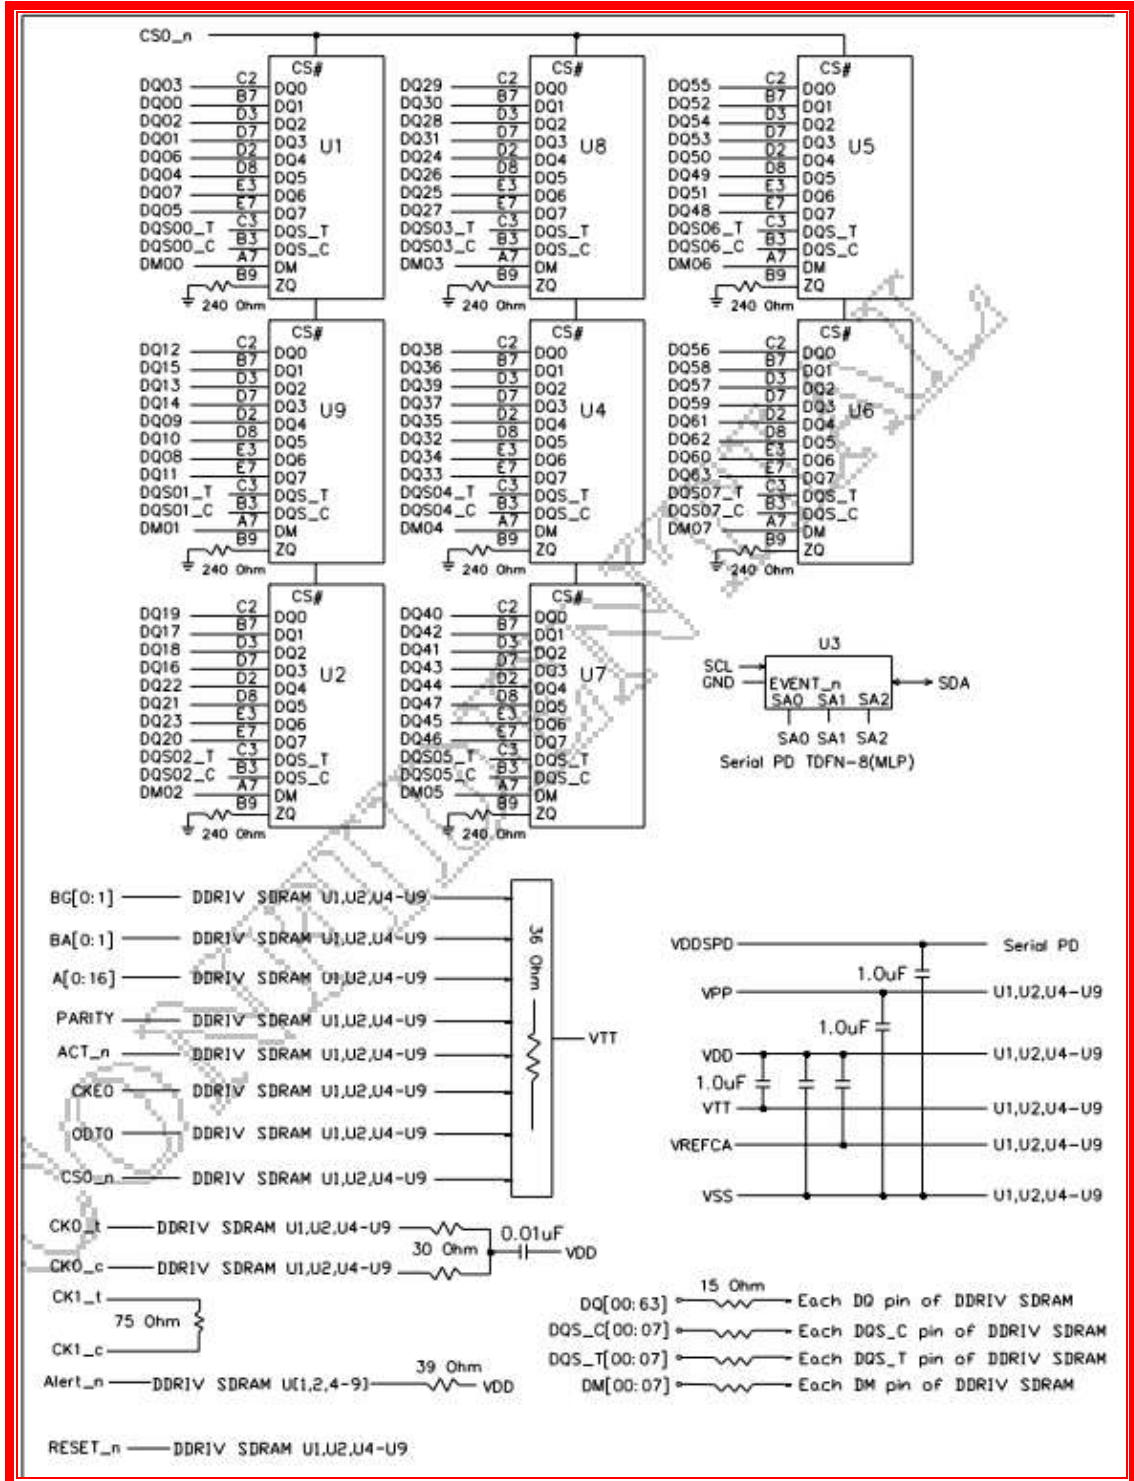 CS0_n
CS# CS# CS#
DQ03 C2 DQ0 DQ29 C2 DQ0 DQ55 C2 DQ0
DQ00 B7 DQ1 DQ30 B7 DQ1 DQ52 B7 DQ1
DQ02 D3 DQ2 DQ28 D3 DQ2 DQ54 D3 DQ2
DQ01 D7 DQ3 U1 DQ31 D7 DQ3 U8 DQ53 D7 DQ3 U5
DQ06 D2 DQ4 DQ24 D2 DQ4 DQ50 D2 DQ4
DQ04 D8 DQ5 DQ26 D8 DQ5 DQ49 D8 DQ5
DQ07 E3 DQ6 DQ25 E3 DQ6 DQ51 E3 DQ6
DQ05 E7 DQ7 DQ27 E7 DQ7 DQ48 E7 DQ7
DQS00_T C3 DQS_T DQS03_T C3 DQS_T DQS06_T C3 DQS_T
DQS00_C B3 DQS_C DQS03_C B3 DQS_C DQS06_C B3 DQS_C
DM00 A7 DM DM03 A7 DM DM06 A7 DM
B9 ZQ B9 ZQ B9 ZQ
240 Ohm 240 Ohm 240 Ohm
CS# CS# CS#
DQ12 C2 DQ0 DQ38 C2 DQ0 DQ56 C2 DQ0
DQ15 B7 DQ1 DQ36 B7 DQ1 DQ58 B7 DQ1
DQ13 D3 DQ2 DQ39 D3 DQ2 DQ57 D3 DQ2
DQ14 D7 DQ3 U9 DQ37 D7 DQ3 U4 DQ59 D7 DQ3 U6
DQ09 D2 DQ4 DQ35 D2 DQ4 DQ61 D2 DQ4
DQ10 D8 DQ5 DQ32 D8 DQ5 DQ62 D8 DQ5
DQ08 E3 DQ6 DQ34 E3 DQ6 DQ60 E3 DQ6
DQ11 E7 DQ7 DQ33 E7 DQ7 DQ63 E7 DQ7
DQS01_T C3 DQS_T DQS04_T C3 DQS_T DQS07_T C3 DQS_T
DQS01_C B3 DQS_C DQS04_C B3 DQS_C DQS07_C B3 DQS_C
DM01 A7 DM DM04 A7 DM DM07 A7 DM
B9 ZQ B9 ZQ B9 ZQ
240 Ohm 240 Ohm 240 Ohm
CS# CS#
DQ19 C2 DQ0 DQ40 C2 DQ0
DQ17 B7 DQ1 DQ42 B7 DQ1
DQ18 D3 DQ2 DQ41 D3 DQ2
DQ16 D7 DQ3 U2 DQ43 D7 DQ3 U7
DQ22 D2 DQ4 DQ44 D2 DQ4
DQ21 D8 DQ5 DQ47 D8 DQ5
DQ23 E3 DQ6 DQ45 E3 DQ6
DQ20 E7 DQ7 DQ46 E7 DQ7
DQS02_T C3 DQS_T DQS05_T C3 DQS_T
DQS02_C B3 DQS_C DQS05_C B3 DQS_C
DM02 A7 DM DM05 A7 DM
B9 ZQ B9 ZQ
240 Ohm 240 Ohm
U3
SCL
GND EVENT_n SDA
SA0 SA1 SA2
SA0 SA1 SA2
Serial PD TDFN-8(MLP)
BG[0:1] DDRIV SDRAM U1,U2,U4-U9
BA[0:1] DDRIV SDRAM U1,U2,U4-U9
A[0:16] DDRIV SDRAM U1,U2,U4-U9
PARITY DDRIV SDRAM U1,U2,U4-U9
ACT_n DDRIV SDRAM U1,U2,U4-U9
CKE0 DDRIV SDRAM U1,U2,U4-U9
ODT0 DDRIV SDRAM U1,U2,U4-U9
CS0_n DDRIV SDRAM U1,U2,U4-U9
36 Ohm
VTT
VDDSPD Serial PD
1.0uF
VPP U1,U2,U4-U9
1.0uF
VDD U1,U2,U4-U9
1.0uF
VTT U1,U2,U4-U9
VREFCA U1,U2,U4-U9
VSS U1,U2,U4-U9
CK0_t DDRIV SDRAM U1,U2,U4-U9
30 Ohm 0.01uF VDD
CK0_c DDRIV SDRAM U1,U2,U4-U9
CK1_t
75 Ohm
CK1_c
Alert_n DDRIV SDRAM U[1,2,4-9] 39 Ohm VDD
RESET_n DDRIV SDRAM U1,U2,U4-U9
15 Ohm
DQ[00:63] Each DQ pin of DDRIV SDRAM
DQS_C[00:07] Each DQS_C pin of DDRIV SDRAM
DQS_T[00:07] Each DQS_T pin of DDRIV SDRAM
DM[00:07] Each DM pin of DDRIV SDRAM
CONFIDENTIAL